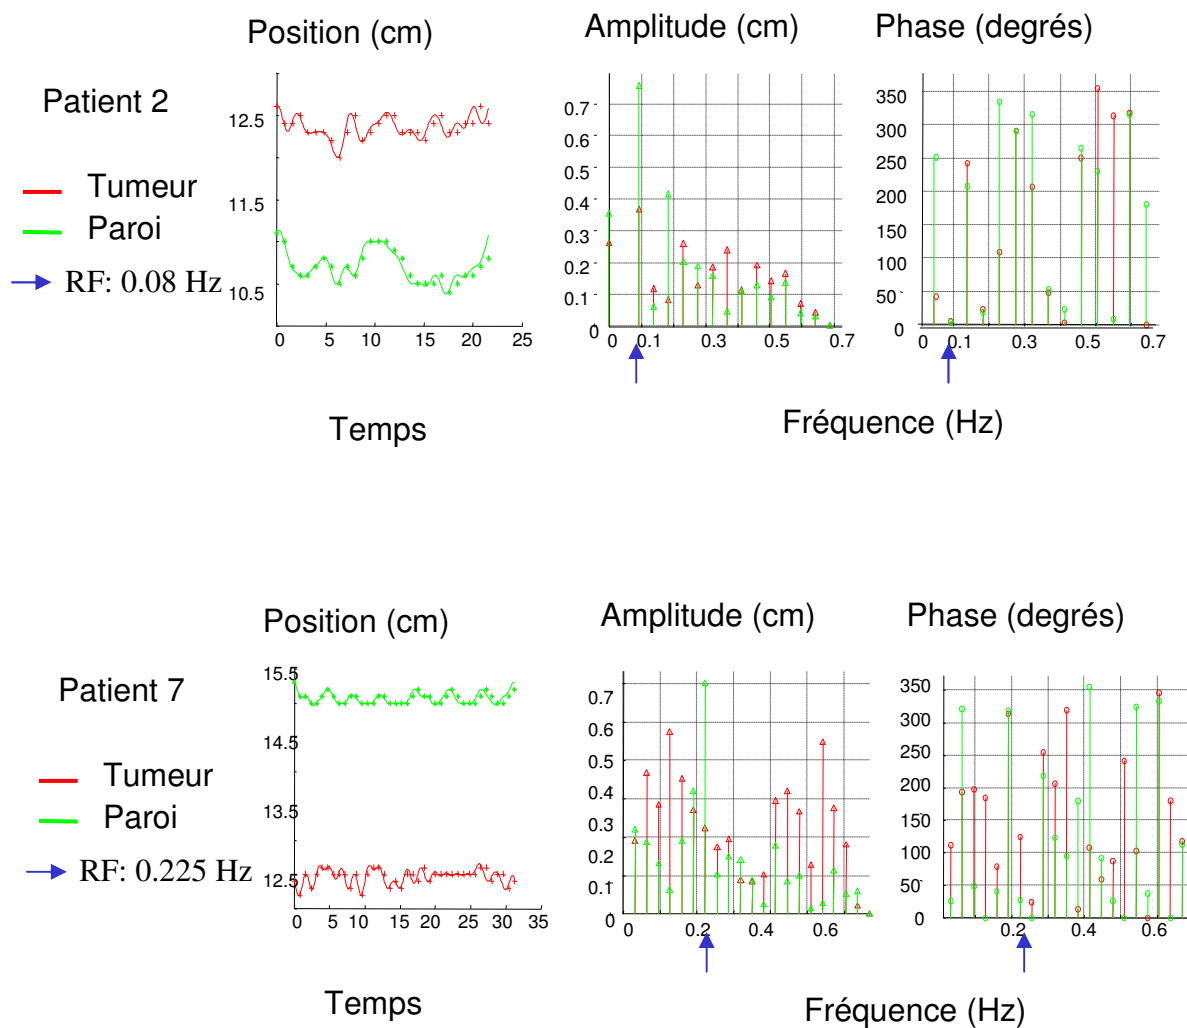 Position (cm)
Amplitude (cm)
Phase (degrés)
Patient 2
Tumeur
Paroi
RF: 0.08 Hz
12.5
11.5
10.5
0 5 10 15 20 25
0.7
0.6
0.5
0.4
0.3
0.2
0.1
0
0 0.1 0.3 0.5 0.7
350
300
250
200
150
100
50
0
0 0.1 0.3 0.5 0.7
Temps
Fréquence (Hz)
Position (cm)
Amplitude (cm)
Phase (degrés)
Patient 7
Tumeur
Paroi
RF: 0.225 Hz
15.5
14.5
13.5
12.5
0 5 10 15 20 25 30 35
0.7
0.6
0.5
0.4
0.3
0.2
0.1
0
0 0.2 0.4 0.6
350
300
250
200
150
100
50
0
0.2 0.4 0.6
Temps
Fréquence (Hz)